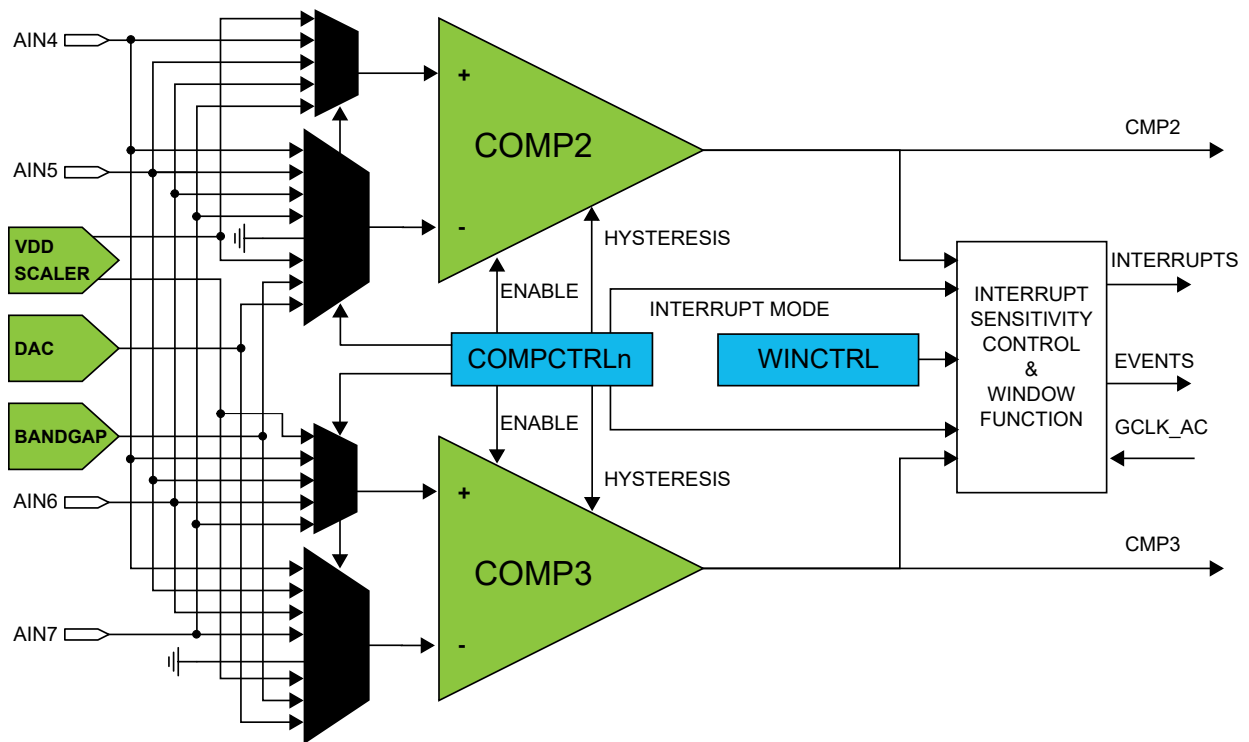 AIN4
+
COMP2
CMP2
AIN5
-
HYSTERESIS
VDD
SCALER
ENABLE
INTERRUPTS
INTERRUPT MODE
INTERRUPT
SENSITIVITY
CONTROL
&
WINDOW
FUNCTION
DAC
COMPCTRLn
WINCTRL
EVENTS
BANDGAP
ENABLE
GCLK_AC
HYSTERESIS
AIN6
+
COMP3
CMP3
AIN7
-